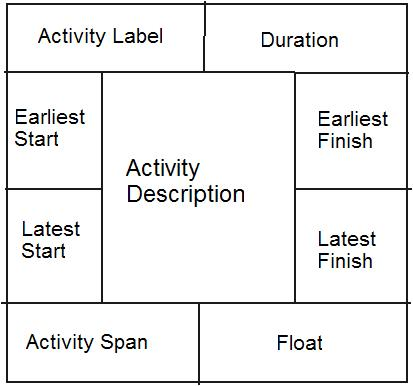 Activity Label
Duration
Earliest
Start
Activity
Description
Earliest
Finish
Latest
Start
Latest
Finish
Activity Span
Float